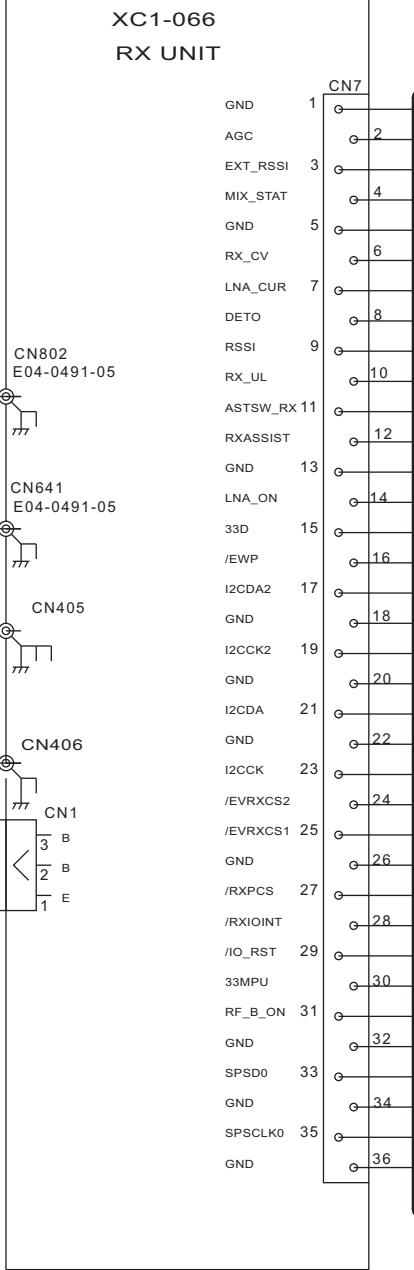 XC1-066
RX UNIT
CN7
GND 1
AGC 2
EXT_RSSI 3
MIX_STAT 4
GND 5
RX_CV 6
LNA_CUR 7
DETO 8
RSSI 9
RX_UL 10
ASTSW_RX 11
RXASSIST 12
GND 13
LNA_ON 14
33D 15
/EWP 16
I2CDA2 17
GND 18
I2CCK2 19
GND 20
I2CDA 21
GND 22
I2CCK 23
/EVRXCS2 24
/EVRXCS1 25
GND 26
/RXPCS 27
/RXIOINT 28
/IO_RST 29
33MPU 30
RF_B_ON 31
GND 32
SPSD0 33
GND 34
SPSCLK0 35
GND 36
CN802
E04-0491-05
CN641
E04-0491-05
CN405
CN406
CN1
3 B
2 B
1 E